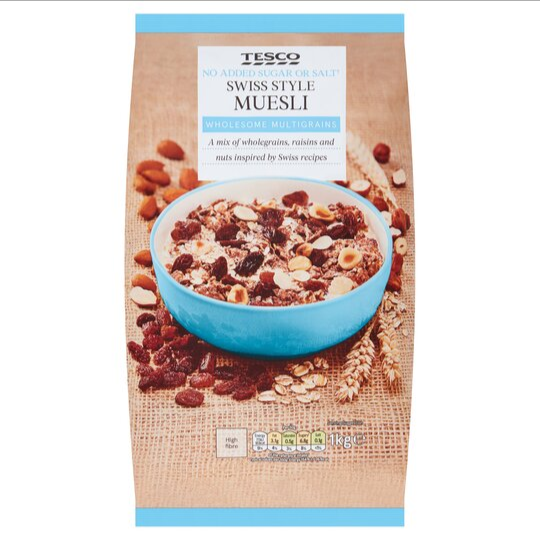 TESCO
NO ADDED SUGAR OR SALT¹
SWISS STYLE
MUESLI
WHOLESOME MULTIGRAINS
A mix of wholegrains, raisins and
nuts inspired by Swiss recipes
High
fibre
1kg℮